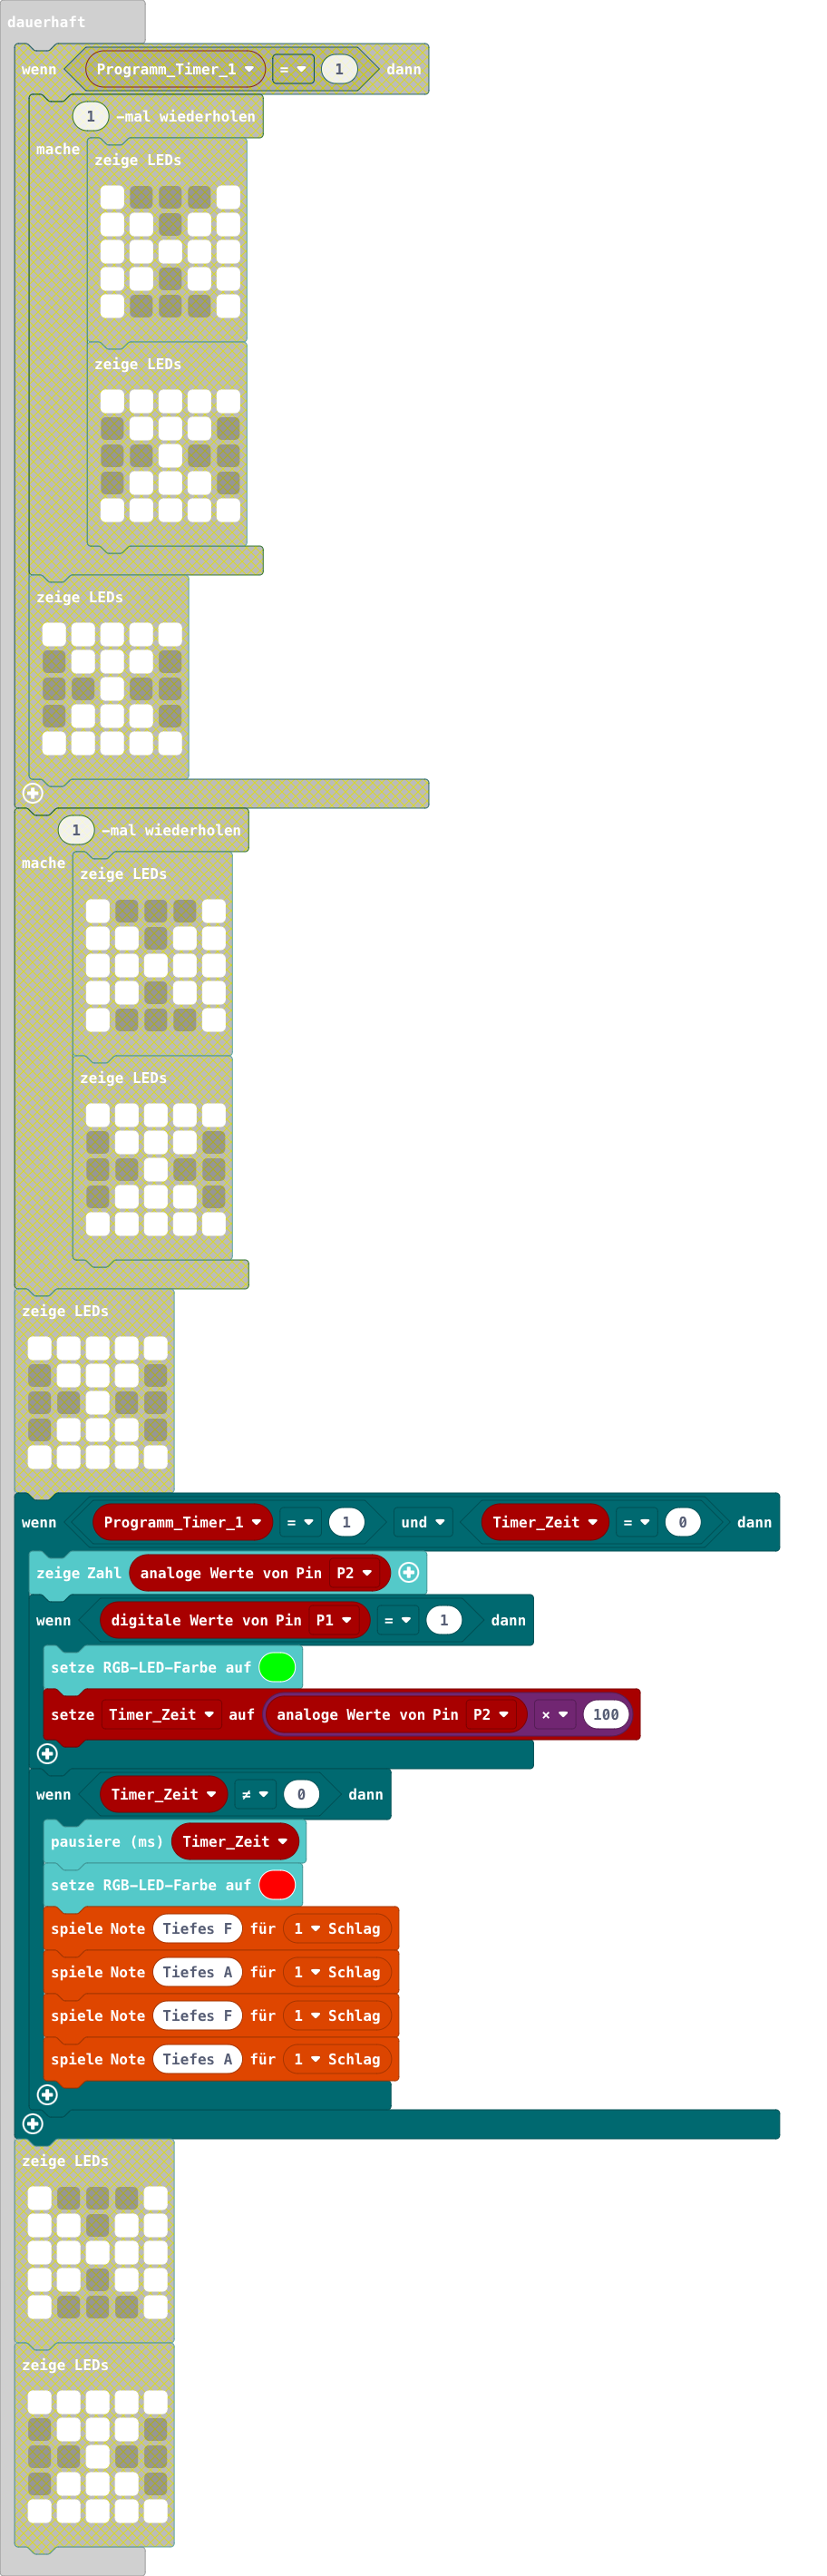 dauerhaft
wenn Programm_Timer_1 = 1 dann
1 -mal wiederholen
mache
zeige LEDs
zeige LEDs
zeige LEDs
1 -mal wiederholen
mache
zeige LEDs
zeige LEDs
zeige LEDs
wenn Programm_Timer_1 = 1 und Timer_Zeit = 0 dann
zeige Zahl analoge Werte von Pin P2
wenn digitale Werte von Pin P1 = 1 dann
setze RGB-LED-Farbe auf
setze Timer_Zeit auf analoge Werte von Pin P2 × 100
wenn Timer_Zeit ≠ 0 dann
pausiere (ms) Timer_Zeit
setze RGB-LED-Farbe auf
spiele Note Tiefes F für 1 Schlag
spiele Note Tiefes A für 1 Schlag
spiele Note Tiefes F für 1 Schlag
spiele Note Tiefes A für 1 Schlag
zeige LEDs
zeige LEDs